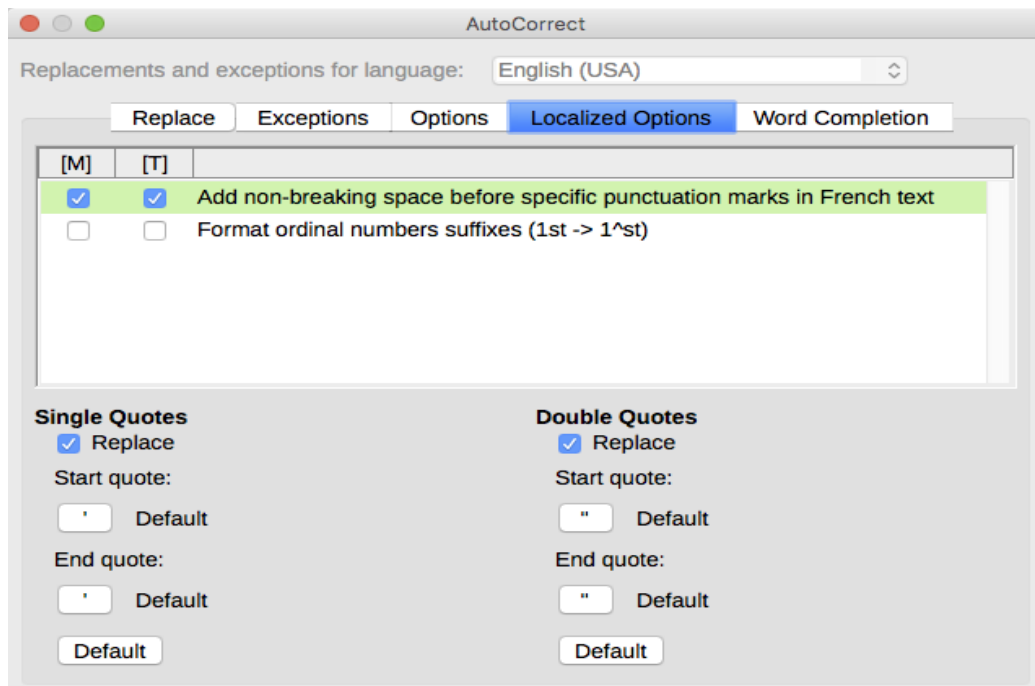 AutoCorrect
Replacements and exceptions for language: English (USA)
Replace Exceptions Options Localized Options Word Completion
[M] [T]
Add non-breaking space before specific punctuation marks in French text
Format ordinal numbers suffixes (1st -> 1^st)
Single Quotes Double Quotes
Replace Replace
Start quote: Start quote:
' Default " Default
End quote: End quote:
' Default " Default
Default Default